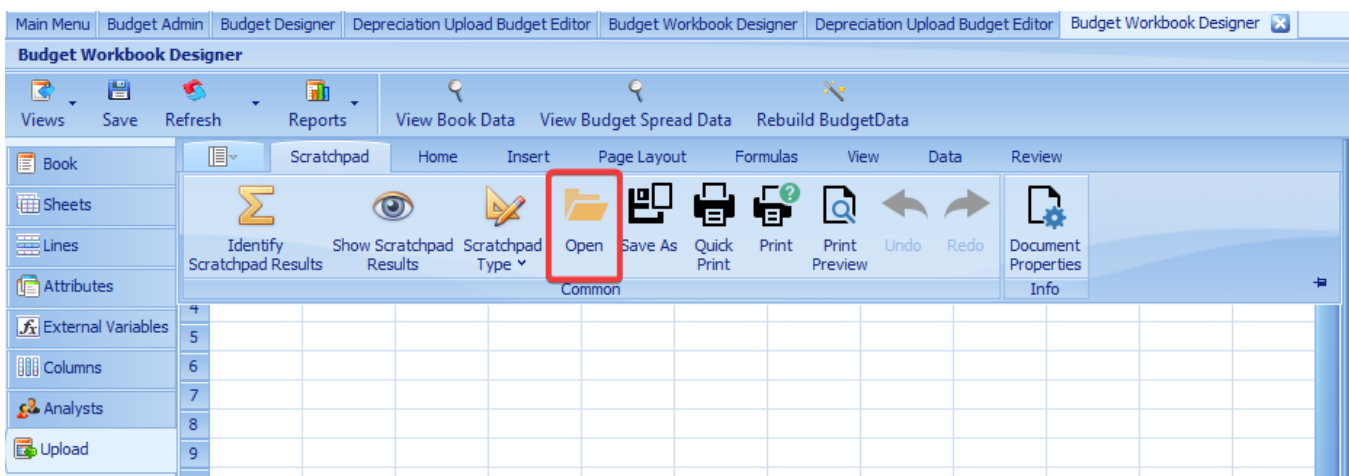 Main Menu Budget Admin Budget Designer Depreciation Upload Budget Editor Budget Workbook Designer Depreciation Upload Budget Editor Budget Workbook Designer
Budget Workbook Designer
Views Save Refresh Reports View Book Data View Budget Spread Data Rebuild BudgetData
Book
Sheets
Lines
Attributes
External Variables
Columns
Analysts
Upload
Scratchpad Home Insert Page Layout Formulas View Data Review
Identify Scratchpad Results
Show Scratchpad Results
Scratchpad Type
Open
Save As
Quick Print
Print
Print Preview
Undo
Redo
Document Properties
Common
Info
4
5
6
7
8
9